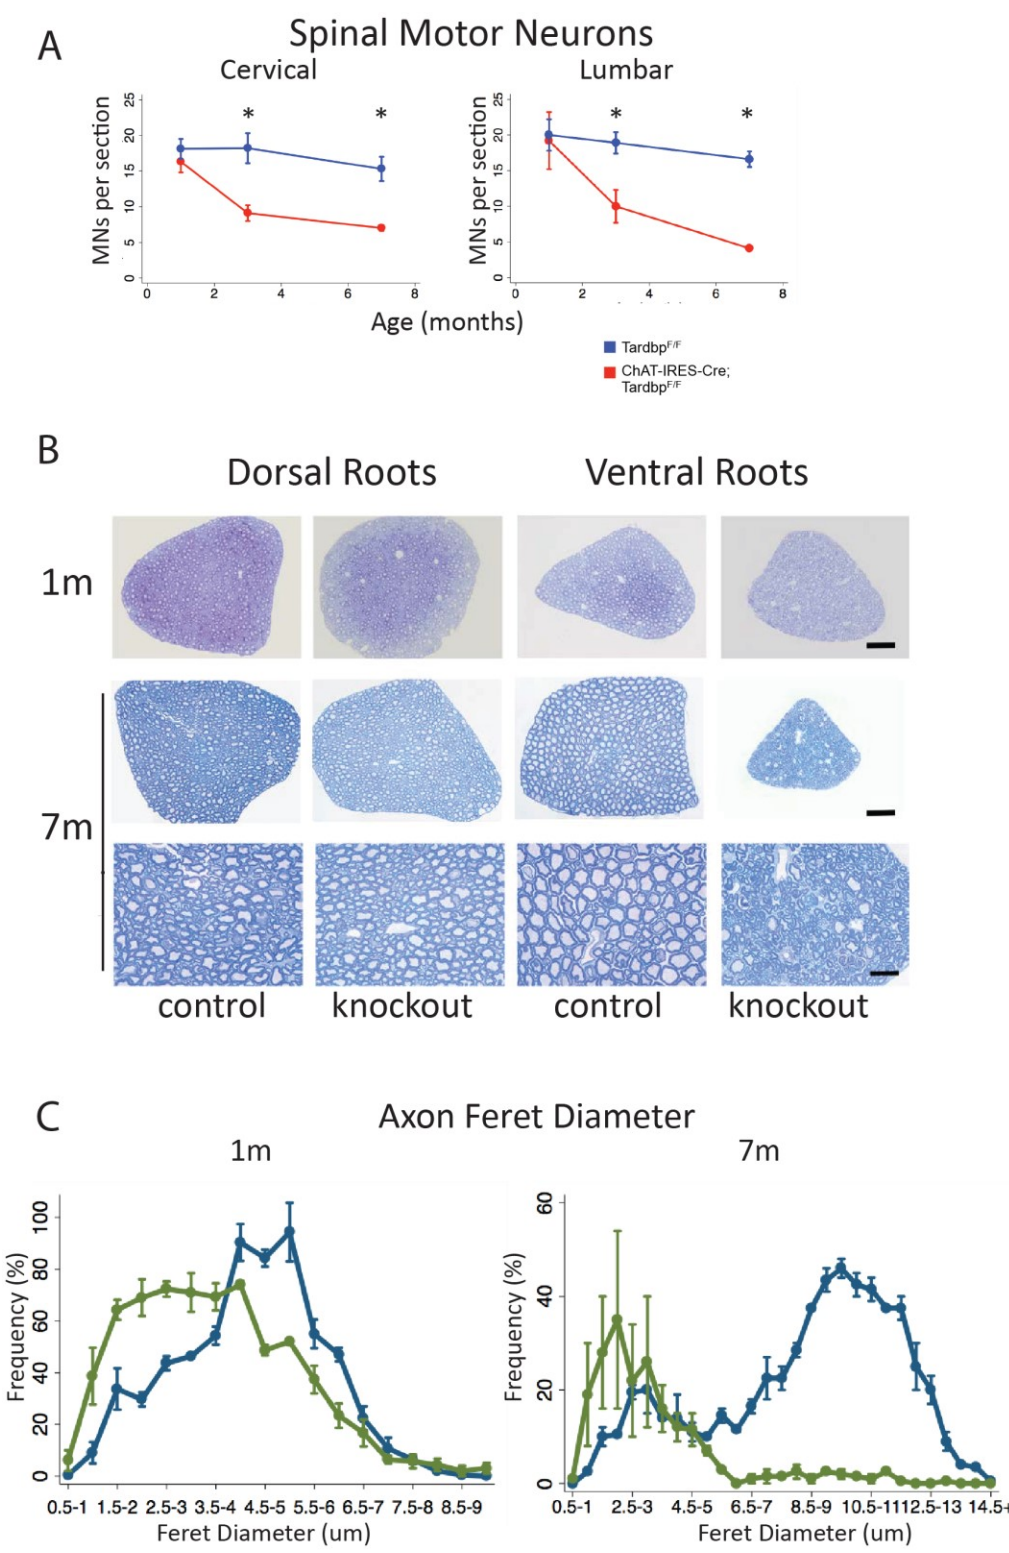 A
Spinal Motor Neurons
Cervical
Lumbar
MNs per section
25
20
15
10
5
0
0 2 4 6 8
MNs per section
25
20
15
10
5
0
0 2 4 6 8
* *
* *
Age (months)
Tardbp^F/F
ChAT-IRES-Cre;
Tardbp^F/F
B
Dorsal Roots
Ventral Roots
1m
7m
control
knockout
control
knockout
C
Axon Feret Diameter
1m
7m
Frequency (%)
100
80
60
40
20
0
0.5-1 1.5-2 2.5-3 3.5-4 4.5-5 5.5-6 6.5-7 7.5-8 8.5-9
Feret Diameter (um)
Frequency (%)
60
40
20
0
0.5-1 2.5-3 4.5-5 6.5-7 8.5-9 10.5-11 12.5-13 14.5+
Feret Diameter (um)